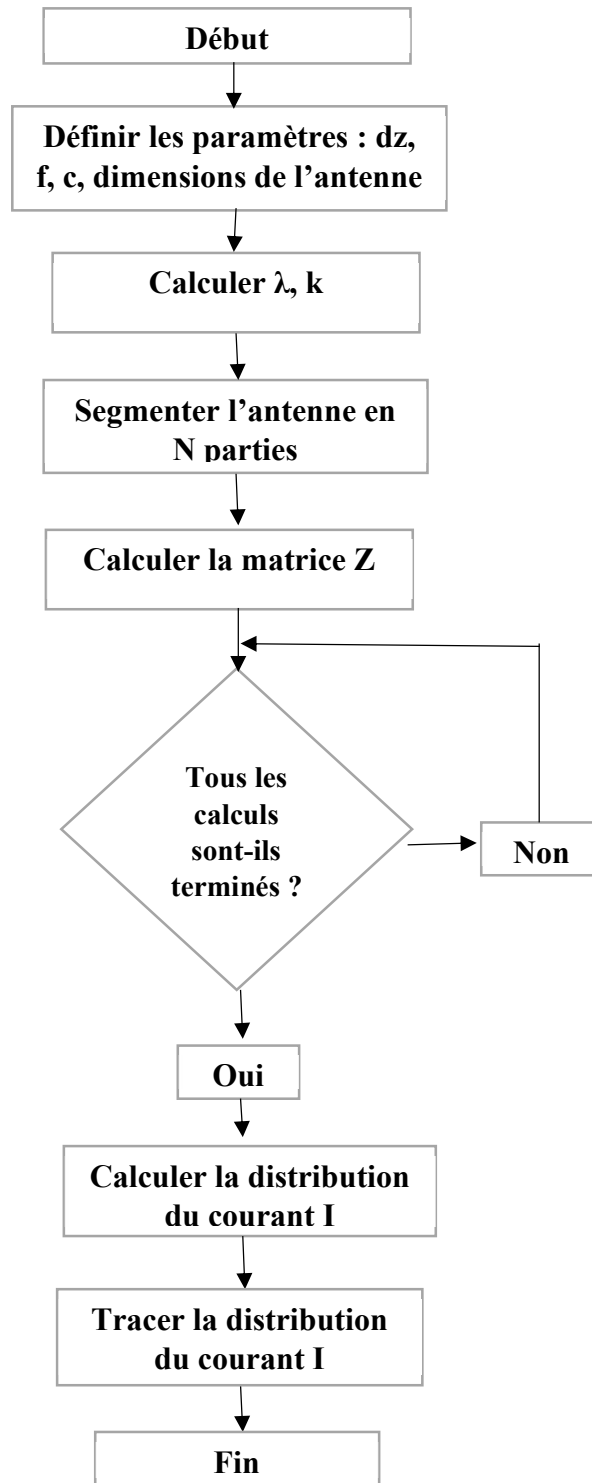 Début
Définir les paramètres : dz,
f, c, dimensions de l’antenne
Calculer λ, k
Segmenter l’antenne en
N parties
Calculer la matrice Z
Tous les
calculs
sont-ils
terminés ?
Non
Oui
Calculer la distribution
du courant I
Tracer la distribution
du courant I
Fin